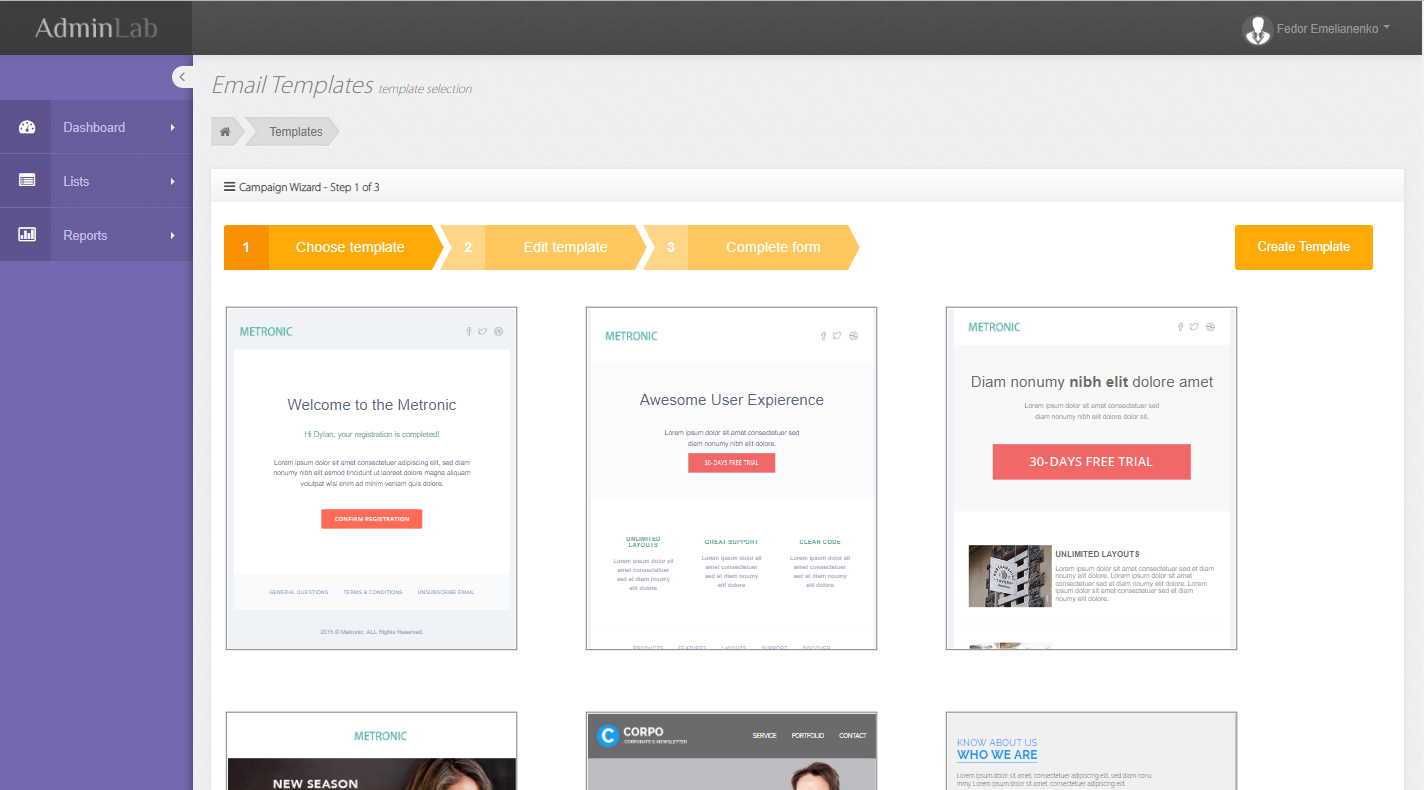 AdminLab
Fedor Emelianenko
Email Templates template selection
Templates
Dashboard
Lists
Reports
Campaign Wizard - Step 1 of 3
1 Choose template
2 Edit template
3 Complete form
Create Template
METRONIC
Welcome to the Metronic
Hi Dylan, your registration is completed!
Lorem ipsum dolor sit amet consectetuer adipiscing elit, sed diam
nonumy nibh elit esmod tincidunt ut laoreet dolore magna aliquam
volutpat wisi enim ad minim veniam quis dolore.
CONFIRM REGISTRATION
GENERAL QUESTIONS TERMS & CONDITIONS UNSUBSCRIBE EMAIL
2015 © Metronic. ALL Rights Reserved.
METRONIC
Awesome User Expierence
Lorem ipsum dolor sit amet consectetuer sed
diam nonumy nibh elit dolore.
30-DAYS FREE TRIAL
UNLIMITED
LAYOUTS
Lorem ipsum dolor sit
amet consectetuer
sed et diam noumy
elit dolore
GREAT SUPPORT
Lorem ipsum dolor sit
amet consectetuer
sed et diam noumy
elit dolore
CLEAN CODE
Lorem ipsum dolor sit
amet consectetuer
sed et diam noumy
elit dolore
PRODUCTS FEATURES LAYOUTS SUPPORT DISCOVER
METRONIC
Diam nonumy nibh elit dolore amet
Lorem ipsum dolor sit amet consectetuer sed
diam nonumy nibh elit dolore dolor sit.
30-DAYS FREE TRIAL
UNLIMITED LAYOUTS
Lorem ipsum dolor sit amet consectetuer sed et diam
noumy elit dolore. Lorem ipsum dolor sit amet
consectetuer sed et diam noumy elit dolore. Lorem
ipsum dolor sit amet consectetuer sed et diam
noumy elit dolore.
METRONIC
NEW SEASON
CORPO
CORPORATE E-NEWSLETTER
SERVICE PORTFOLIO CONTACT
KNOW ABOUT US
WHO WE ARE
Lorem ipsum dolor sit amet, consectetuer adipiscing elit, sed diam nonu
mmy. Lorem ipsum dolor sit amet, consectetuer adipiscing elit.